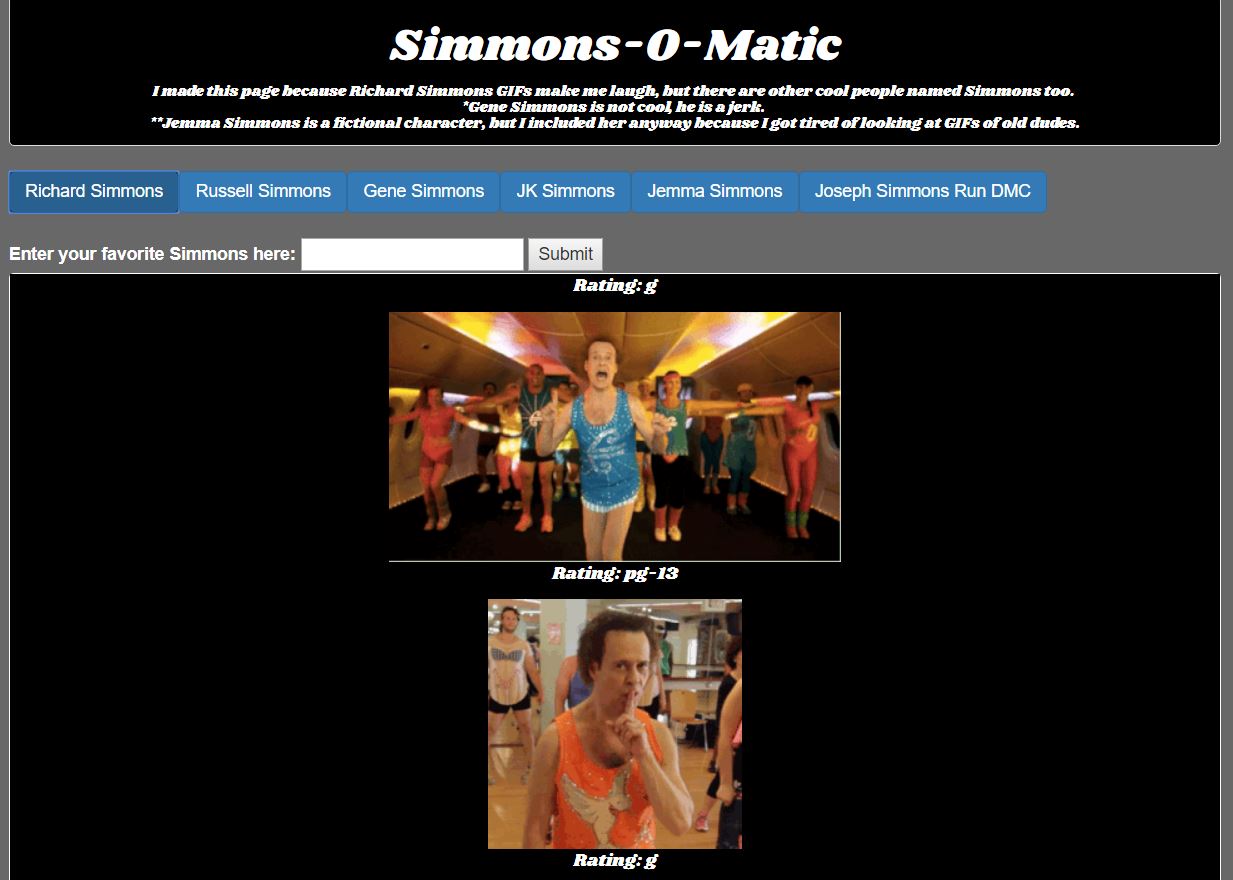 Simmons-O-Matic
I made this page because Richard Simmons GIFs make me laugh, but there are other cool people named Simmons too.
*Gene Simmons is not cool, he is a jerk.
**Jemma Simmons is a fictional character, but I included her anyway because I got tired of looking at GIFs of old dudes.
Richard Simmons Russell Simmons Gene Simmons JK Simmons Jemma Simmons Joseph Simmons Run DMC
Enter your favorite Simmons here: Submit
Rating: g
Rating: pg-13
Rating: g